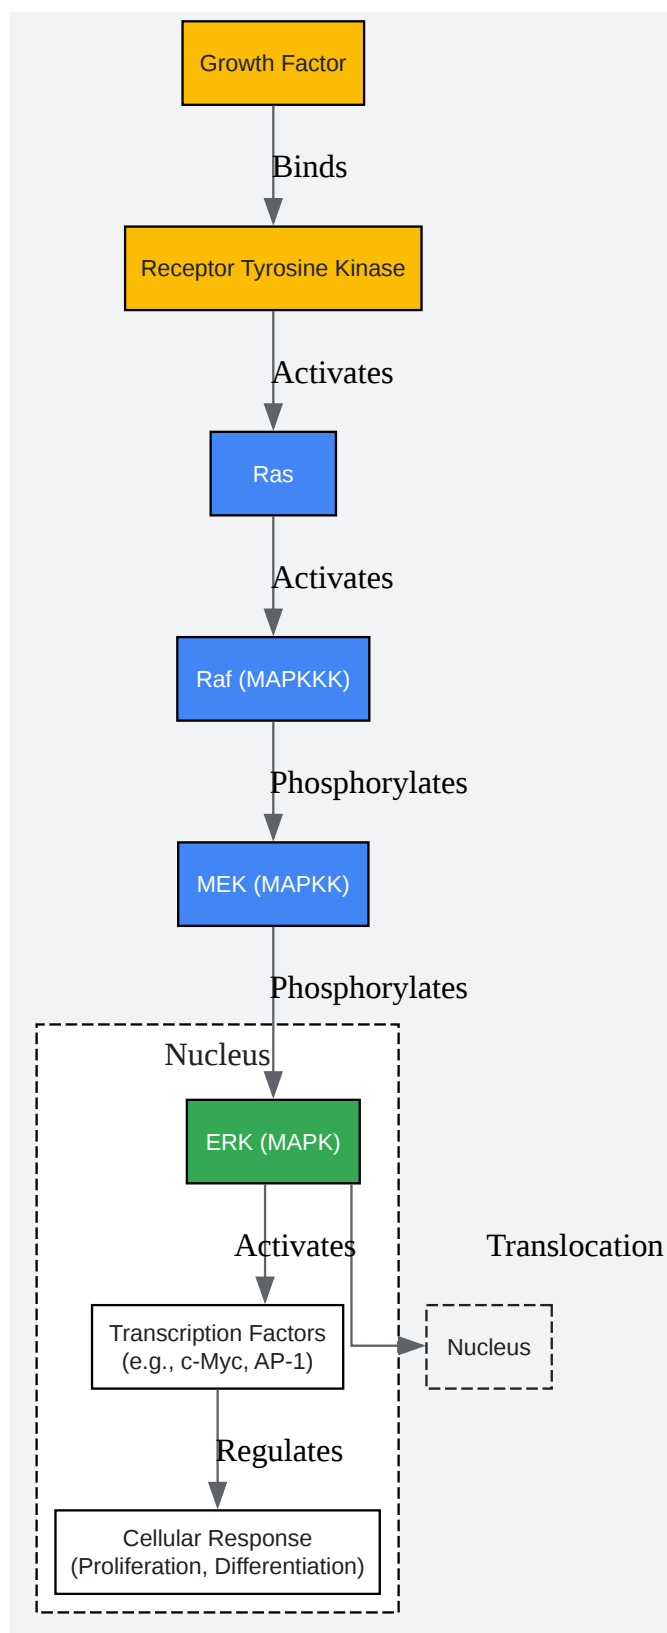 Growth Factor
Binds
Receptor Tyrosine Kinase
Activates
Ras
Activates
Raf (MAPKKK)
Phosphorylates
MEK (MAPKK)
Phosphorylates
Nucleus
ERK (MAPK)
Activates
Translocation
Transcription Factors
(e.g., c-Myc, AP-1)
Nucleus
Regulates
Cellular Response
(Proliferation, Differentiation)